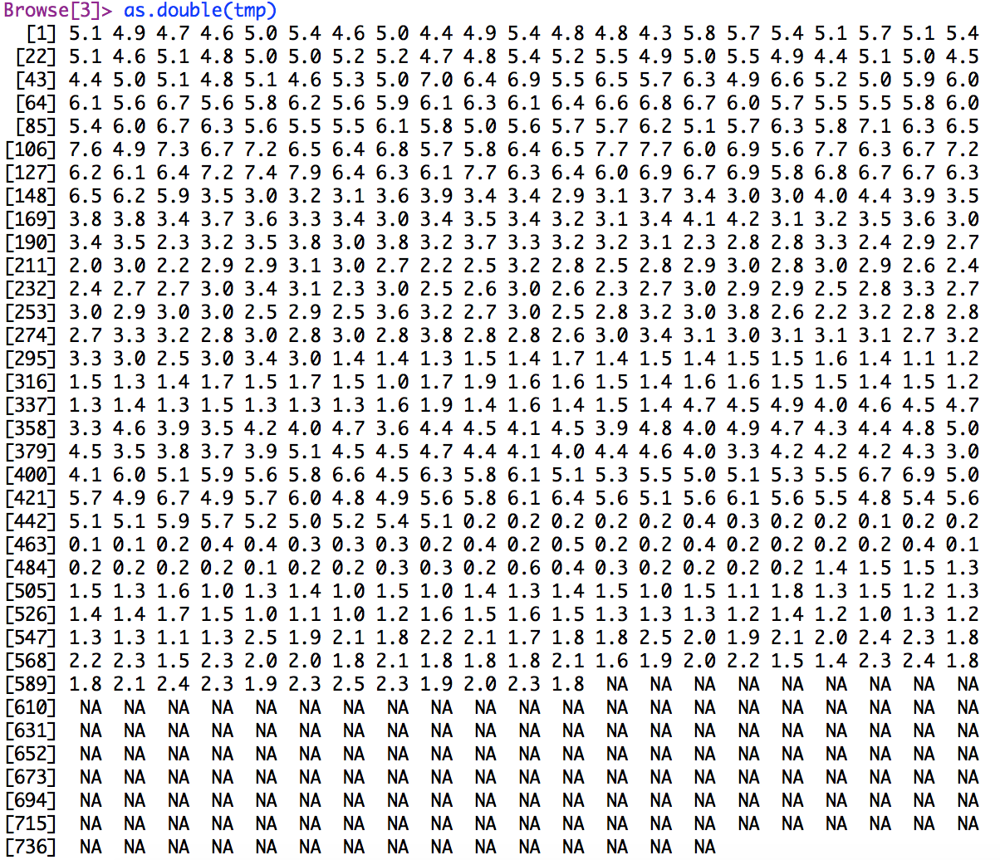 Browse[3]> as.double(tmp)
[1] 5.1 4.9 4.7 4.6 5.0 5.4 4.6 5.0 4.4 4.9 5.4 4.8 4.8 4.3 5.8 5.7 5.4 5.1 5.7 5.1 5.4
[22] 5.1 4.6 5.1 4.8 5.0 5.0 5.2 5.2 4.7 4.8 5.4 5.2 5.5 4.9 5.0 5.5 4.9 4.4 5.1 5.0 4.5
[43] 4.4 5.0 5.1 4.8 5.1 4.6 5.3 5.0 7.0 6.4 6.9 5.5 6.5 5.7 6.3 4.9 6.6 5.2 5.0 5.9 6.0
[64] 6.1 5.6 6.7 5.6 5.8 6.2 5.6 5.9 6.1 6.3 6.1 6.4 6.6 6.8 6.7 6.0 5.7 5.5 5.5 5.8 6.0
[85] 5.4 6.0 6.7 6.3 5.6 5.5 5.5 6.1 5.8 5.0 5.6 5.7 5.7 6.2 5.1 5.7 6.3 5.8 7.1 6.3 6.5
[106] 7.6 4.9 7.3 6.7 7.2 6.5 6.4 6.8 5.7 5.8 6.4 6.5 7.7 7.7 6.0 6.9 5.6 7.7 6.3 6.7 7.2
[127] 6.2 6.1 6.4 7.2 7.4 7.9 6.4 6.3 6.1 7.7 6.3 6.4 6.0 6.9 6.7 6.9 5.8 6.8 6.7 6.7 6.3
[148] 6.5 6.2 5.9 3.5 3.0 3.2 3.1 3.6 3.9 3.4 3.4 2.9 3.1 3.7 3.4 3.0 3.0 4.0 4.4 3.9 3.5
[169] 3.8 3.8 3.4 3.7 3.6 3.3 3.4 3.0 3.4 3.5 3.4 3.2 3.1 3.4 4.1 4.2 3.1 3.2 3.5 3.6 3.0
[190] 3.4 3.5 2.3 3.2 3.5 3.8 3.0 3.8 3.2 3.7 3.3 3.2 3.2 3.1 2.3 2.8 2.8 3.3 2.4 2.9 2.7
[211] 2.0 3.0 2.2 2.9 2.9 3.1 3.0 2.7 2.2 2.5 3.2 2.8 2.5 2.8 2.9 3.0 2.8 3.0 2.9 2.6 2.4
[232] 2.4 2.7 2.7 3.0 3.4 3.1 2.3 3.0 2.5 2.6 3.0 2.6 2.3 2.7 3.0 2.9 2.9 2.5 2.8 3.3 2.7
[253] 3.0 2.9 3.0 3.0 2.5 2.9 2.5 3.6 3.2 2.7 3.0 2.5 2.8 3.2 3.0 3.8 2.6 2.2 3.2 2.8 2.8
[274] 2.7 3.3 3.2 2.8 3.0 2.8 3.0 2.8 3.8 2.8 2.8 2.6 3.0 3.4 3.1 3.0 3.1 3.1 3.1 2.7 3.2
[295] 3.3 3.0 2.5 3.0 3.4 3.0 1.4 1.4 1.3 1.5 1.4 1.7 1.4 1.5 1.4 1.5 1.5 1.6 1.4 1.1 1.2
[316] 1.5 1.3 1.4 1.7 1.5 1.7 1.5 1.0 1.7 1.9 1.6 1.6 1.5 1.4 1.6 1.6 1.5 1.5 1.4 1.5 1.2
[337] 1.3 1.4 1.3 1.5 1.3 1.3 1.3 1.6 1.9 1.4 1.6 1.4 1.5 1.4 4.7 4.5 4.9 4.0 4.6 4.5 4.7
[358] 3.3 4.6 3.9 3.5 4.2 4.0 4.7 3.6 4.4 4.5 4.1 4.5 3.9 4.8 4.0 4.9 4.7 4.3 4.4 4.8 5.0
[379] 4.5 3.5 3.8 3.7 3.9 5.1 4.5 4.5 4.7 4.4 4.1 4.0 4.4 4.6 4.0 3.3 4.2 4.2 4.2 4.3 3.0
[400] 4.1 6.0 5.1 5.9 5.6 5.8 6.6 4.5 6.3 5.8 6.1 5.1 5.3 5.5 5.0 5.1 5.3 5.5 6.7 6.9 5.0
[421] 5.7 4.9 6.7 4.9 5.7 6.0 4.8 4.9 5.6 5.8 6.1 6.4 5.6 5.1 5.6 6.1 5.6 5.5 4.8 5.4 5.6
[442] 5.1 5.1 5.9 5.7 5.2 5.0 5.2 5.4 5.1 0.2 0.2 0.2 0.2 0.2 0.4 0.3 0.2 0.2 0.1 0.2 0.2
[463] 0.1 0.1 0.2 0.4 0.4 0.3 0.3 0.3 0.2 0.4 0.2 0.5 0.2 0.2 0.4 0.2 0.2 0.2 0.2 0.4 0.1
[484] 0.2 0.2 0.2 0.2 0.1 0.2 0.2 0.3 0.3 0.2 0.6 0.4 0.3 0.2 0.2 0.2 0.2 1.4 1.5 1.5 1.3
[505] 1.5 1.3 1.6 1.0 1.3 1.4 1.0 1.5 1.0 1.4 1.3 1.4 1.5 1.0 1.5 1.1 1.8 1.3 1.5 1.2 1.3
[526] 1.4 1.4 1.7 1.5 1.0 1.1 1.0 1.2 1.6 1.5 1.6 1.5 1.3 1.3 1.3 1.2 1.4 1.2 1.0 1.3 1.2
[547] 1.3 1.3 1.1 1.3 2.5 1.9 2.1 1.8 2.2 2.1 1.7 1.8 1.8 2.5 2.0 1.9 2.1 2.0 2.4 2.3 1.8
[568] 2.2 2.3 1.5 2.3 2.0 2.0 1.8 2.1 1.8 1.8 1.8 2.1 1.6 1.9 2.0 2.2 1.5 1.4 2.3 2.4 1.8
[589] 1.8 2.1 2.4 2.3 1.9 2.3 2.5 2.3 1.9 2.0 2.3 1.8 NA NA NA NA NA NA NA NA NA
[610] NA NA NA NA NA NA NA NA NA NA NA NA NA NA NA NA NA NA NA NA NA
[631] NA NA NA NA NA NA NA NA NA NA NA NA NA NA NA NA NA NA NA NA NA
[652] NA NA NA NA NA NA NA NA NA NA NA NA NA NA NA NA NA NA NA NA NA
[673] NA NA NA NA NA NA NA NA NA NA NA NA NA NA NA NA NA NA NA NA NA
[694] NA NA NA NA NA NA NA NA NA NA NA NA NA NA NA NA NA NA NA NA NA
[715] NA NA NA NA NA NA NA NA NA NA NA NA NA NA NA NA NA NA NA NA NA
[736] NA NA NA NA NA NA NA NA NA NA NA NA NA NA NA